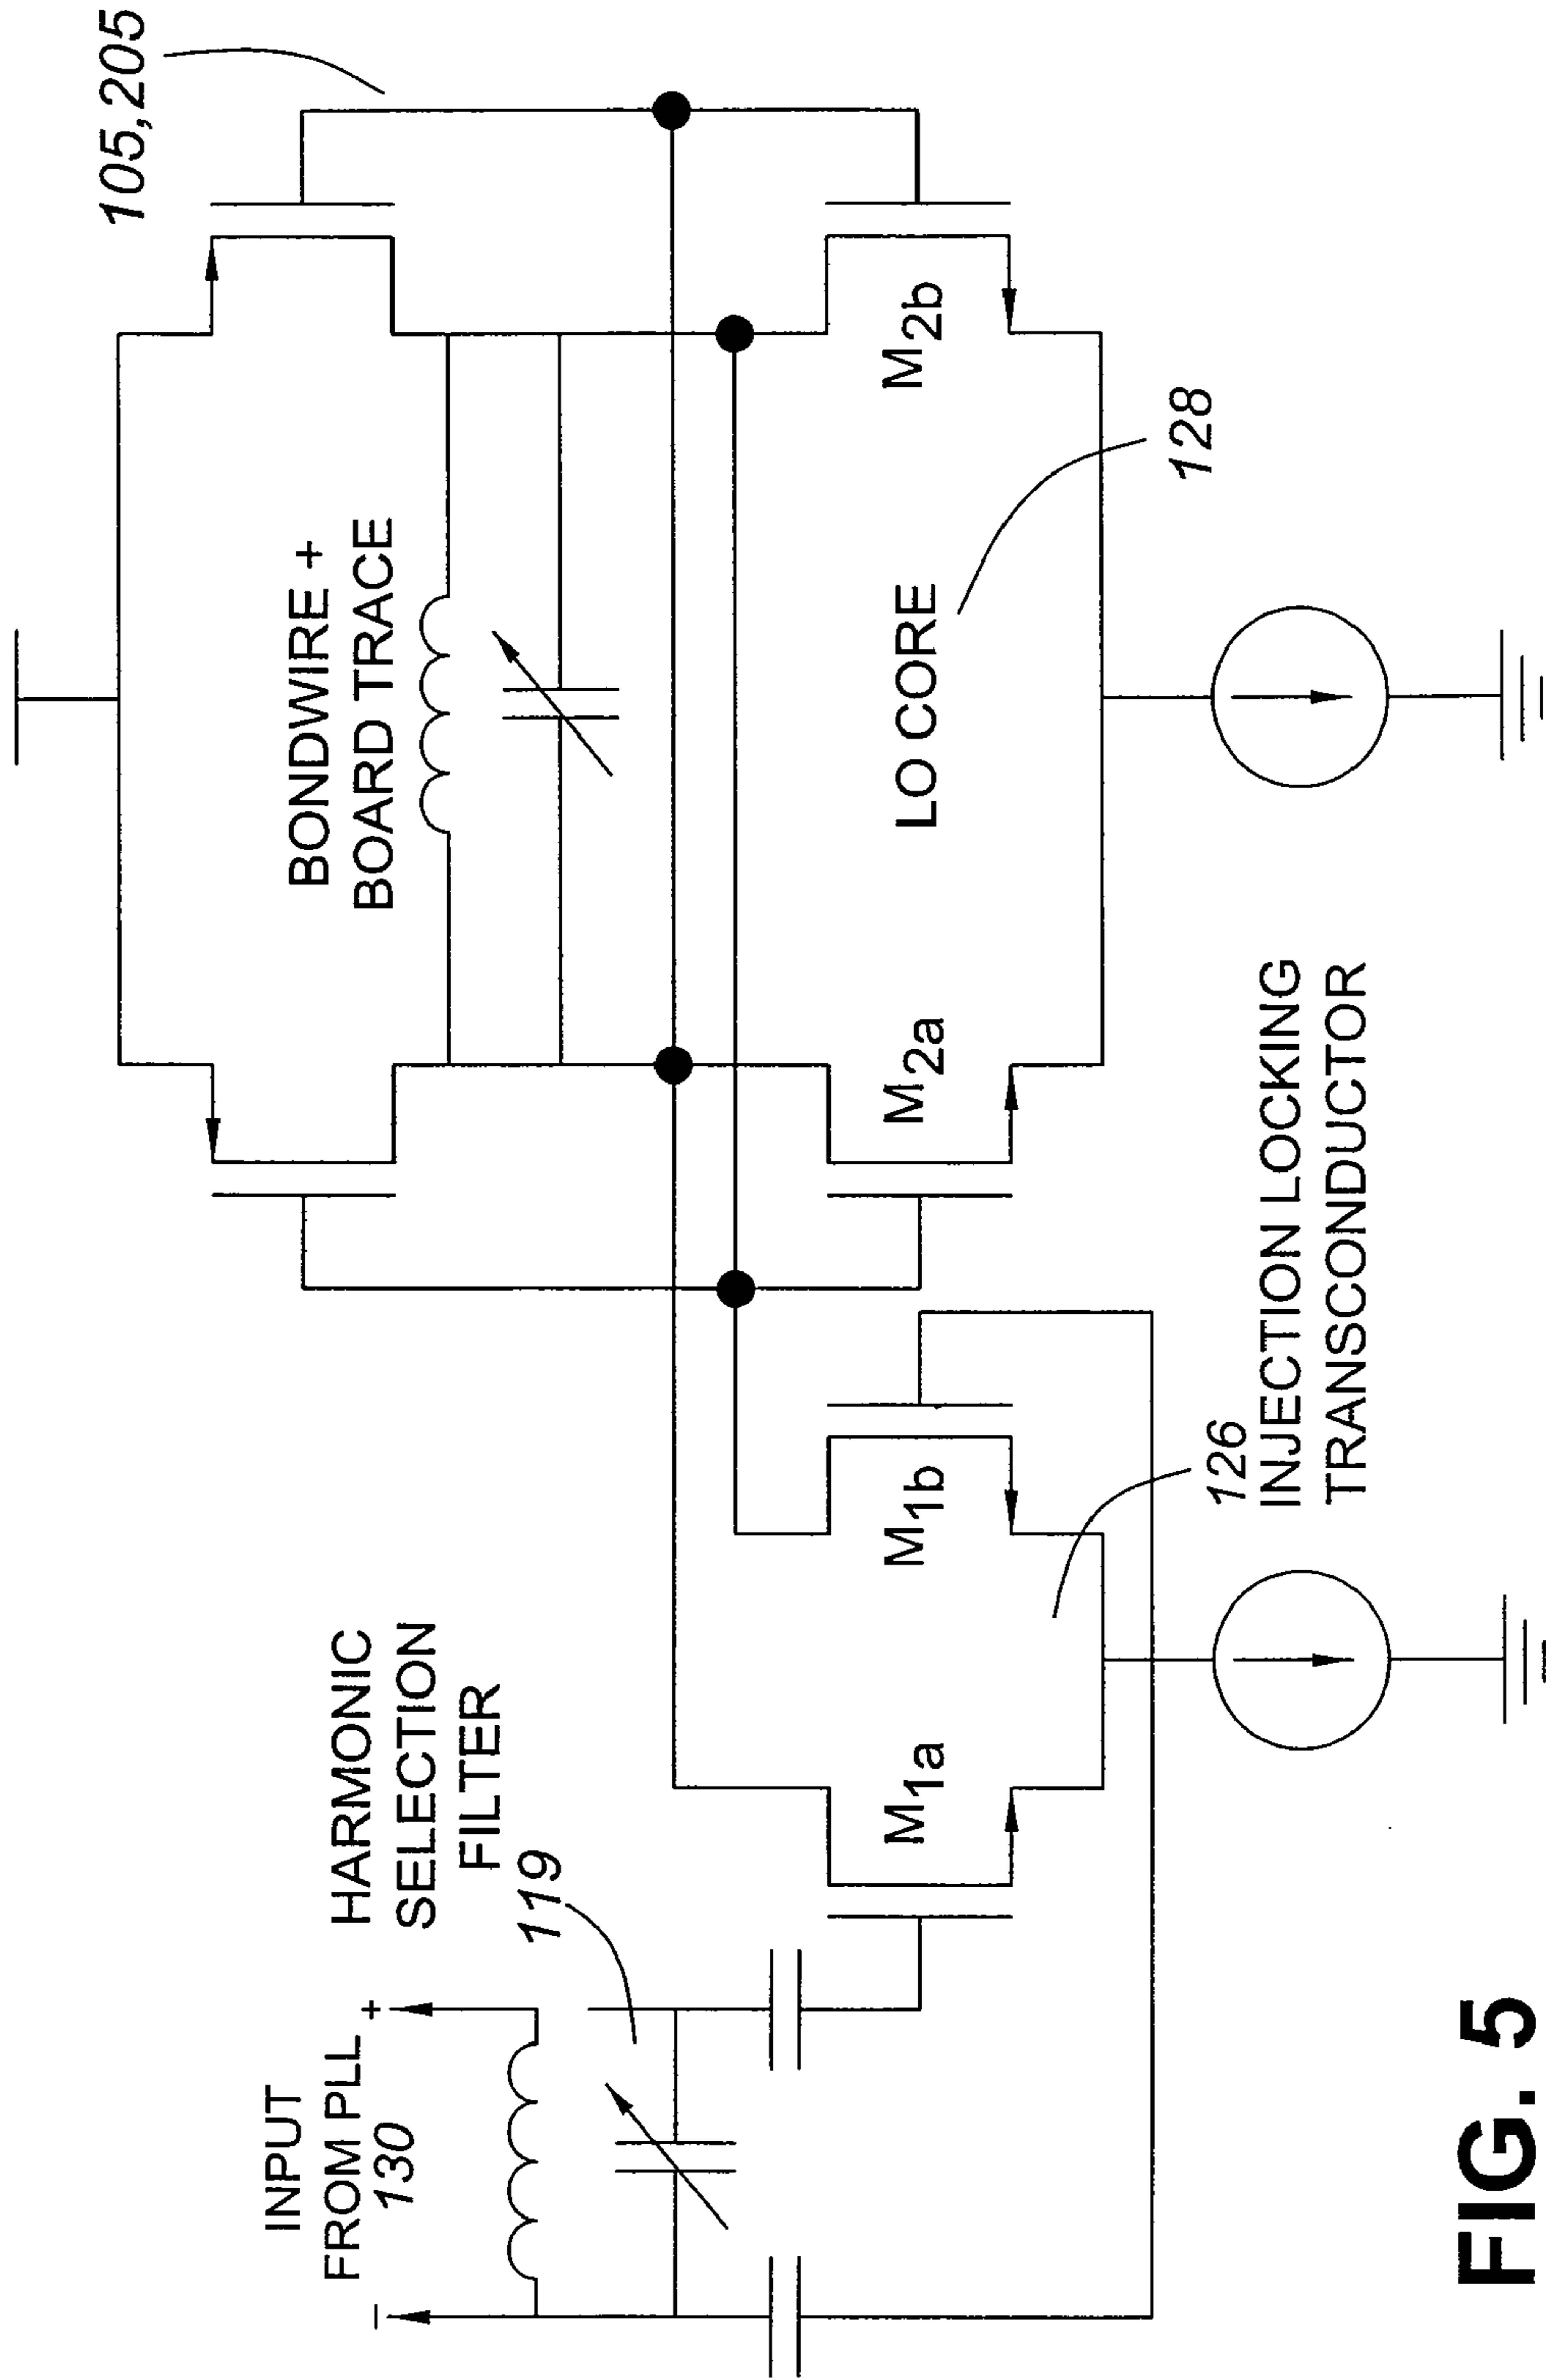 INPUT
FROM PLL
130
−
+
HARMONIC
SELECTION
FILTER
119
BONDWIRE +
BOARD TRACE
105,205
M1a
M1b
M2a
LO CORE
M2b
128
126
INJECTION LOCKING
TRANSCONDUCTOR
FIG. 5